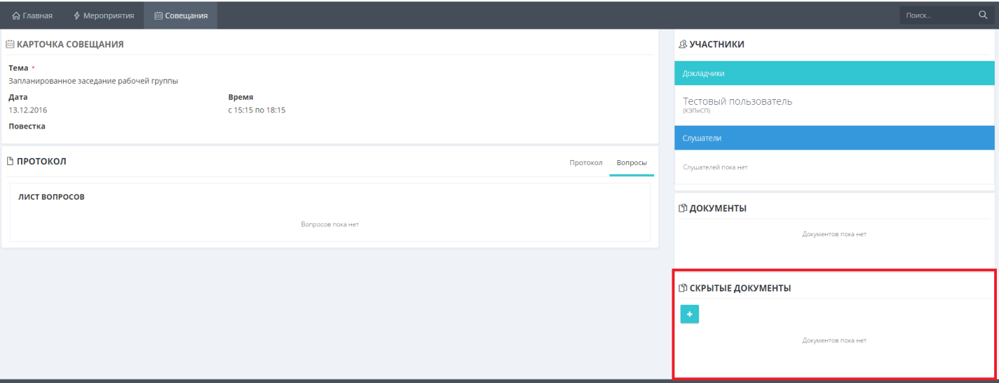 Главная Мероприятия Совещания Поиск...
КАРТОЧКА СОВЕЩАНИЯ
Тема *
Запланированное заседание рабочей группы
Дата Время
13.12.2016 с 15:15 по 18:15
Повестка
ПРОТОКОЛ Протокол Вопросы
ЛИСТ ВОПРОСОВ
Вопросов пока нет
УЧАСТНИКИ
Докладчики
Тестовый пользователь
(КЭПиСП)
Слушатели
Слушателей пока нет
ДОКУМЕНТЫ
Документов пока нет
СКРЫТЫЕ ДОКУМЕНТЫ
Документов пока нет